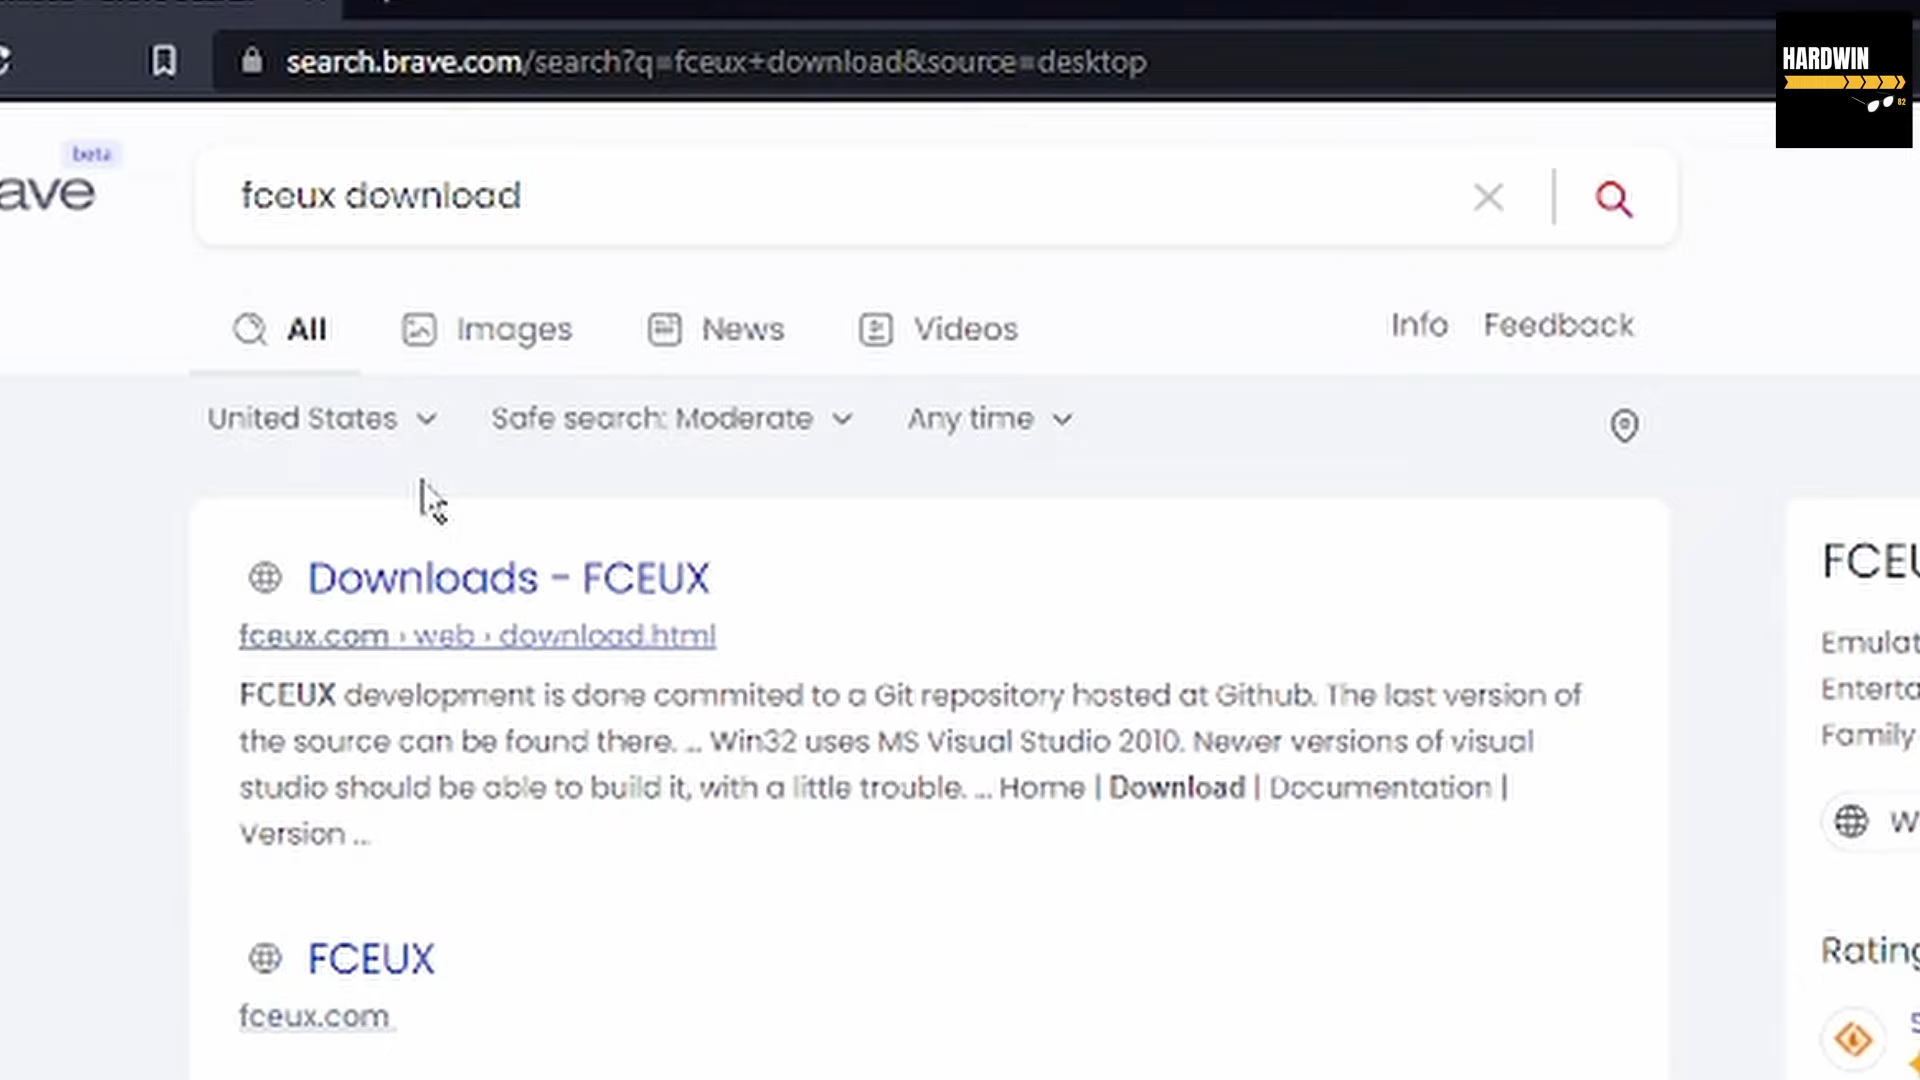 search.brave.com/search?q=fceux+download&source=desktop
HARDWIN
82
beta
ave
fceux download
All
Images
News
Videos
Info
Feedback
United States
Safe search: Moderate
Any time
Downloads - FCEUX
fceux.com › web › download.html
FCEUX development is done commited to a Git repository hosted at Github. The last version of
the source can be found there. ... Win32 uses MS Visual Studio 2010. Newer versions of visual
studio should be able to build it, with a little trouble. ... Home | Download | Documentation |
Version ...
FCEUX
fceux.com
FCEU
Emulat
Enterta
Family
W
Rating